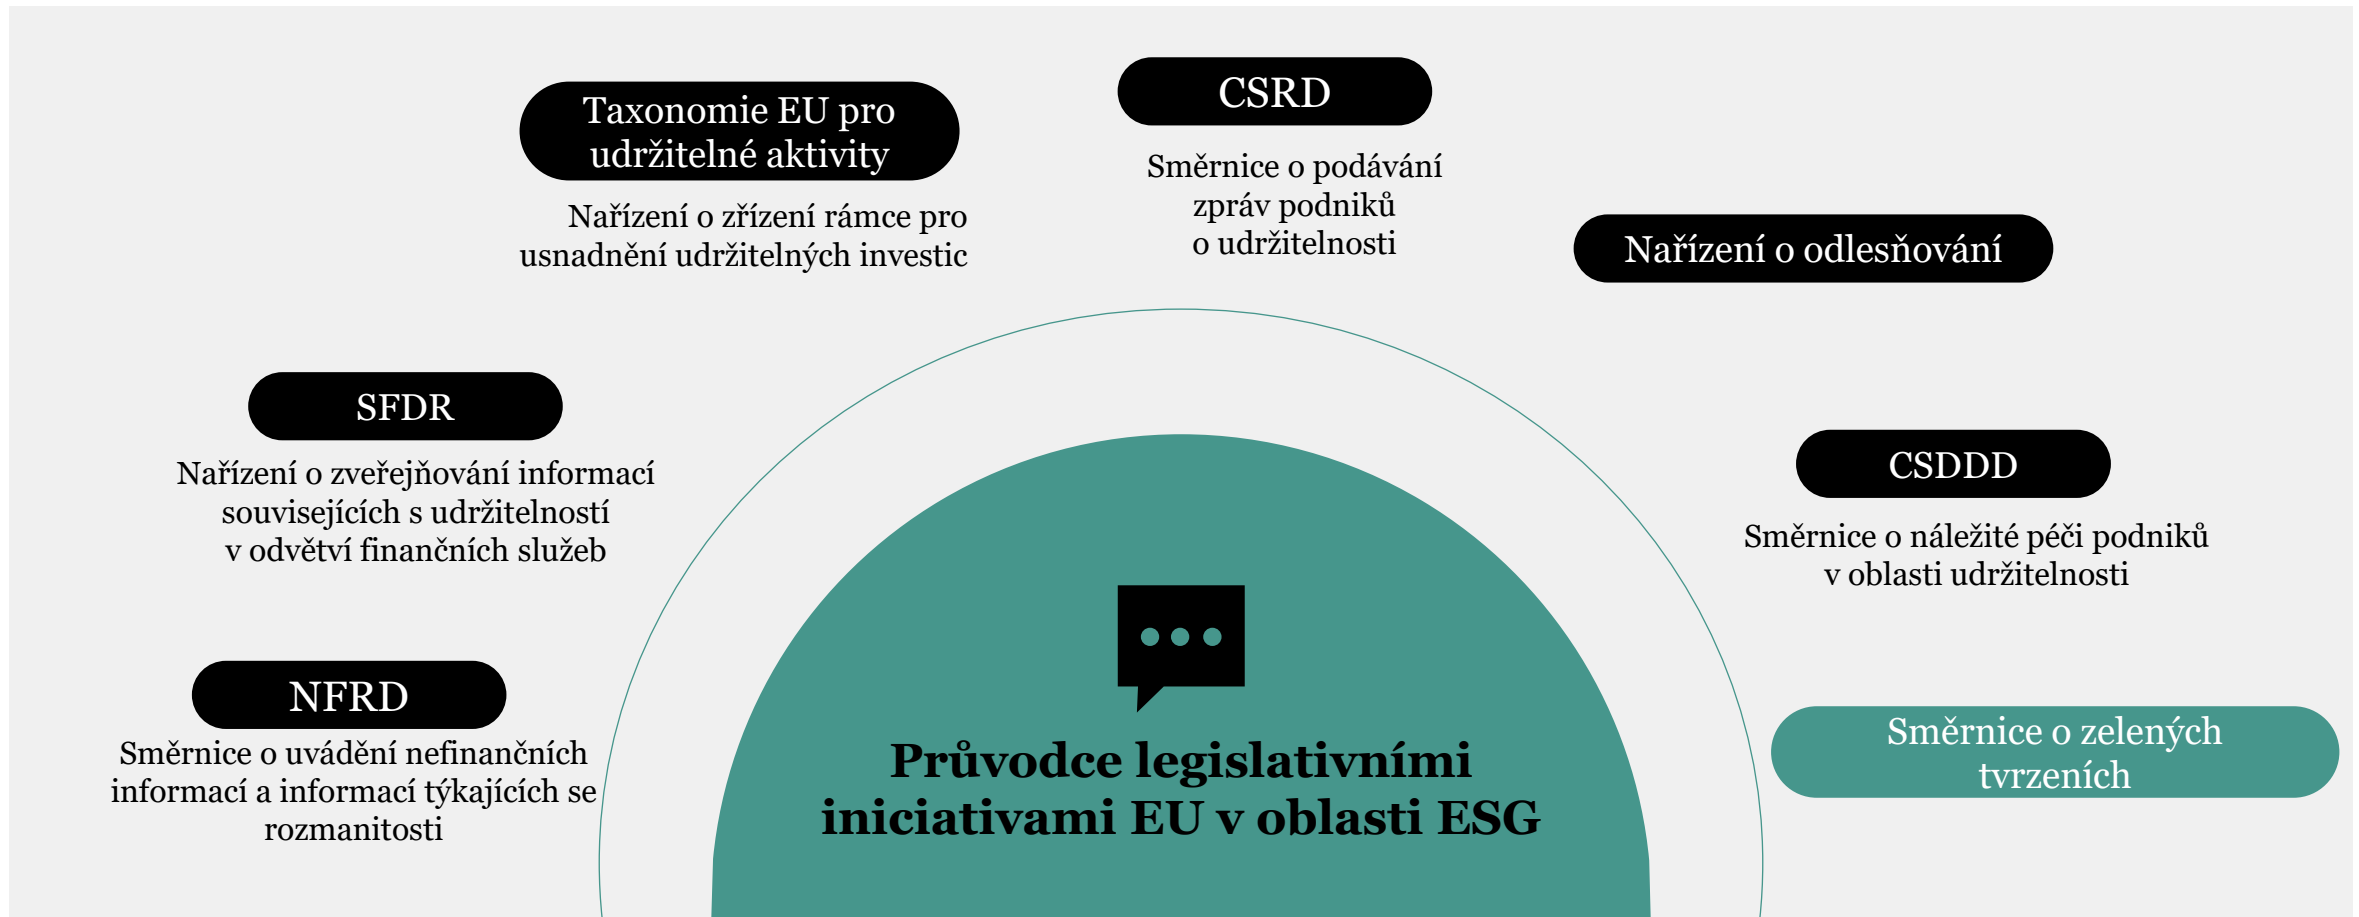 Taxonomie EU pro
udržitelné aktivity
Nařízení o zřízení rámce pro
usnadnění udržitelných investic
CSRD
Směrnice o podávání
zpráv podniků
o udržitelnosti
Nařízení o odlesňování
SFDR
Nařízení o zveřejňování informací
souvisejících s udržitelností
v odvětví finančních služeb
CSDDD
Směrnice o náležité péči podniků
v oblasti udržitelnosti
NFRD
Směrnice o uvádění nefinančních
informací a informací týkajících se
rozmanitosti
Směrnice o zelených
tvrzeních
Průvodce legislativními
iniciativami EU v oblasti ESG